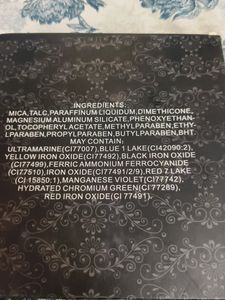 INGREDIENTS:
MICA,TALC,PARAFFINUM LIQUIDUM,DIMETHICONE,
MAGNESIUM ALUMINUM SILICATE,PHENOXYETHAN-
OL,TOCOPHERYLACETATE,METHYLPARABEN,ETHY-
LPARABEN,PROPYLPARABEN,BUTYLPARABEN,BHT
MAY CONTAIN:
ULTRAMARINE(CI77007),BLUE 1 LAKE(CI42090:2),
YELLOW IRON OXIDE(CI77492),BLACK IRON OXIDE
(CI77499),FERRIC AMMONIUM FERROCYANIDE
(CI77510),IRON OXIDE(77491/2/9),RED 7 LAKE
(CI 15850:1),MANGANESE VIOLET(CI77742),
HYDRATED CHROMIUM GREEN(CI 77289),
RED IRON OXIDE(CI 77491).